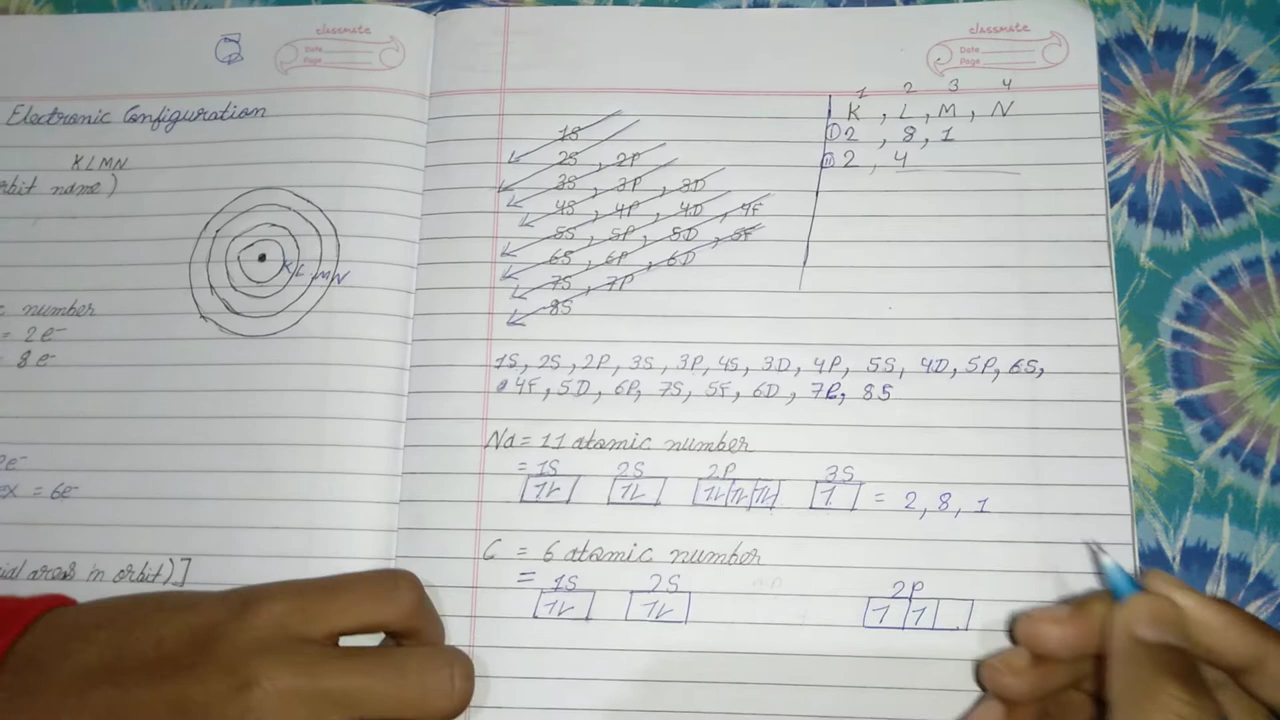 classmate
Date
Page
Electronic Configuration
KLMN
rbit name)
K L M N
number
= 2e-
= 8e-
2e-
ex = 6e-
cial areas in orbit)]
classmate
Date
Page
1 2 3 4
K , L , M , N
① 2 , 8 , 1
② 2 , 4
1S
2S , 2P
3S , 3P , 3D
4S , 4P , 4D , 4F
5S , 5P , 5D , 5F
6S , 6P , 6D
7S , 7P
8S
1S, 2S, 2P, 3S, 3P, 4S, 3D, 4P, 5S, 4D, 5P, 6S,
4F, 5D, 6P, 7S, 5F, 6D, 7P, 8S
Na = 11 atomic number
= 1S 2S 2P 3S
1L 1L 1L 1L 1L 1 = 2, 8, 1
C = 6 atomic number
= 1S 2S 2P
1L 1L 1 1